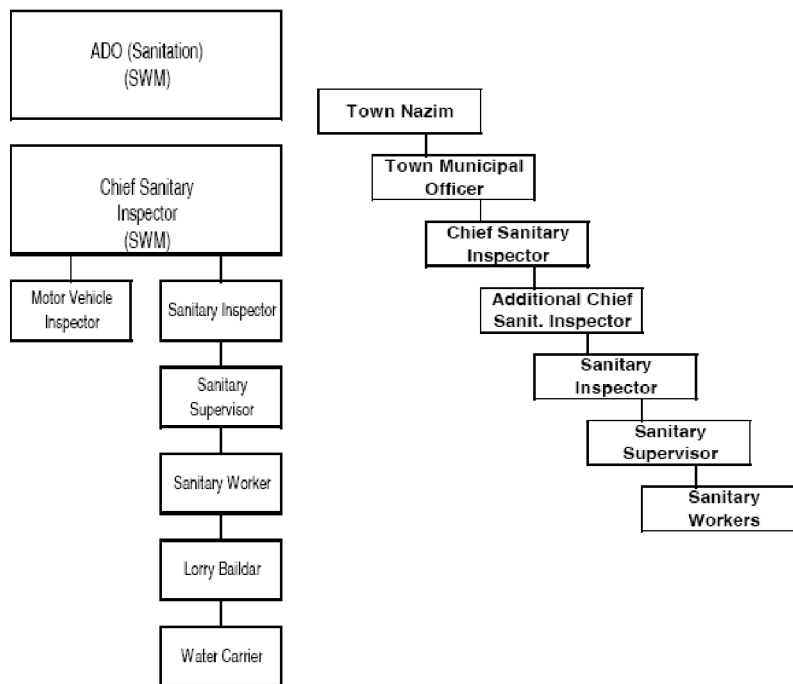 ADO (Sanitation)
(SWM)
Chief Sanitary
Inspector
(SWM)
Motor Vehicle
Inspector
Sanitary Inspector
Sanitary
Supervisor
Sanitary Worker
Lorry Baildar
Water Carrier
Town Nazim
Town Municipal
Officer
Chief Sanitary
Inspector
Additional Chief
Sanit. Inspector
Sanitary
Inspector
Sanitary
Supervisor
Sanitary
Workers